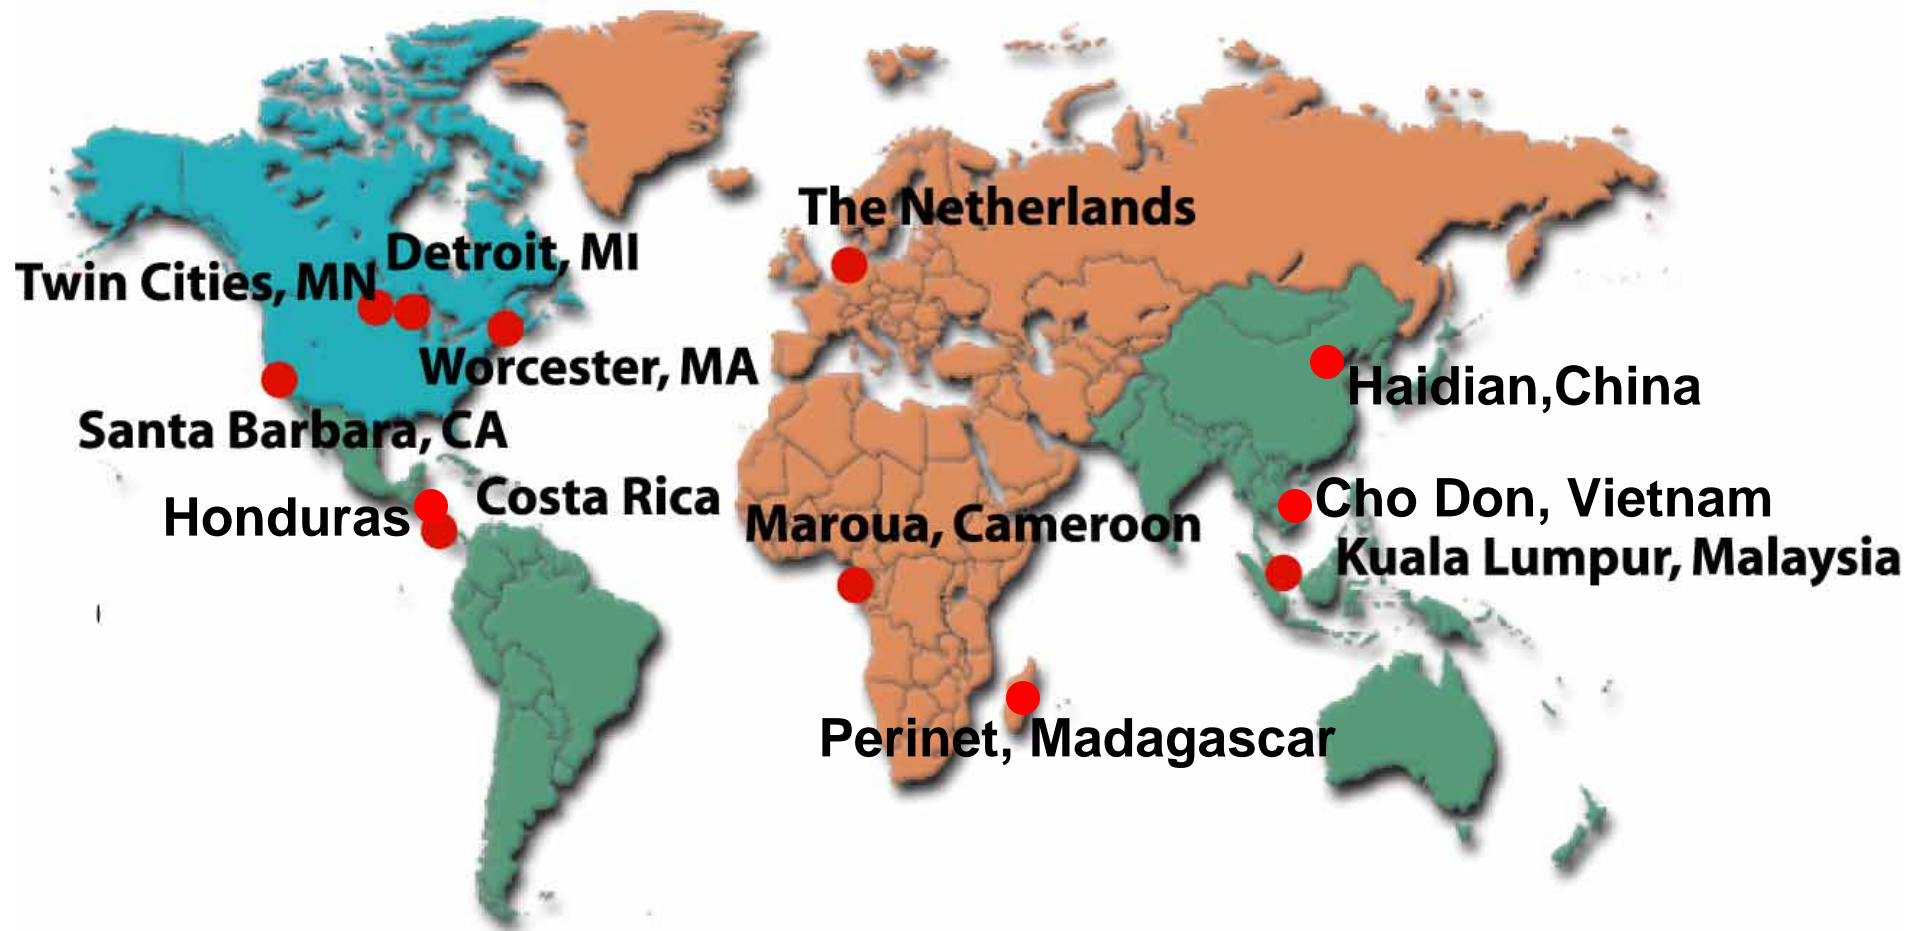 The Netherlands
Detroit, MI
Twin Cities, MN
Worcester, MA
Haidian,China
Santa Barbara, CA
Costa Rica
Cho Don, Vietnam
Honduras
Maroua, Cameroon
Kuala Lumpur, Malaysia
Perinet, Madagascar